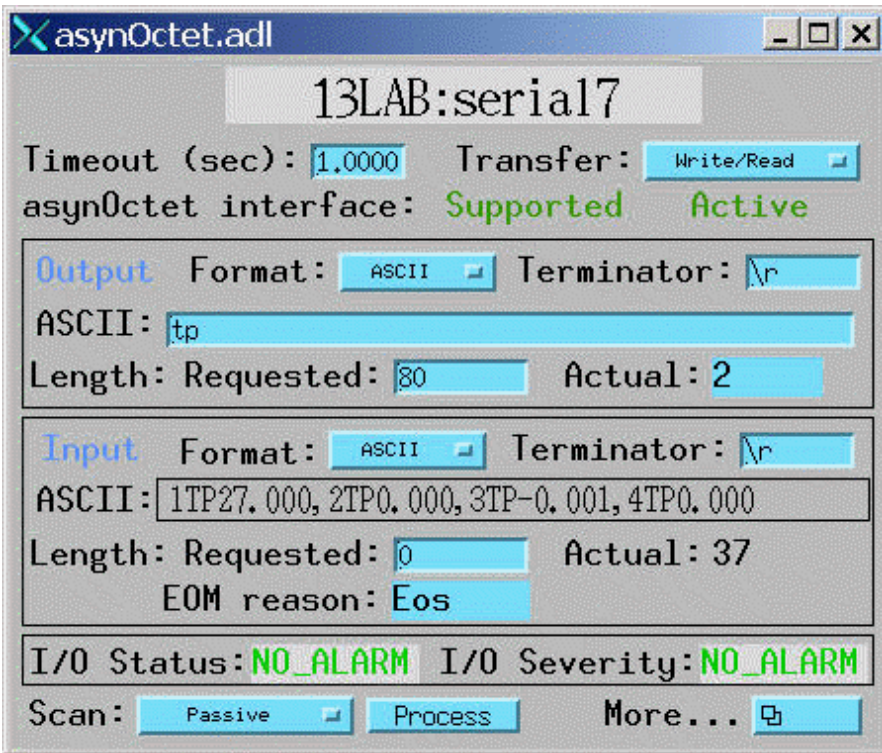 asynOctet.adl
13LAB:serial7
Timeout (sec): 1.0000 Transfer: Write/Read
asynOctet interface: Supported Active
Output Format: ASCII Terminator: \r
ASCII: tp
Length: Requested: 80 Actual: 2
Input Format: ASCII Terminator: \r
ASCII: 1TP27.000,2TP0.000,3TP-0.001,4TP0.000
Length: Requested: 0 Actual: 37
EOM reason: Eos
I/O Status: NO_ALARM I/O Severity: NO_ALARM
Scan: Passive Process More...